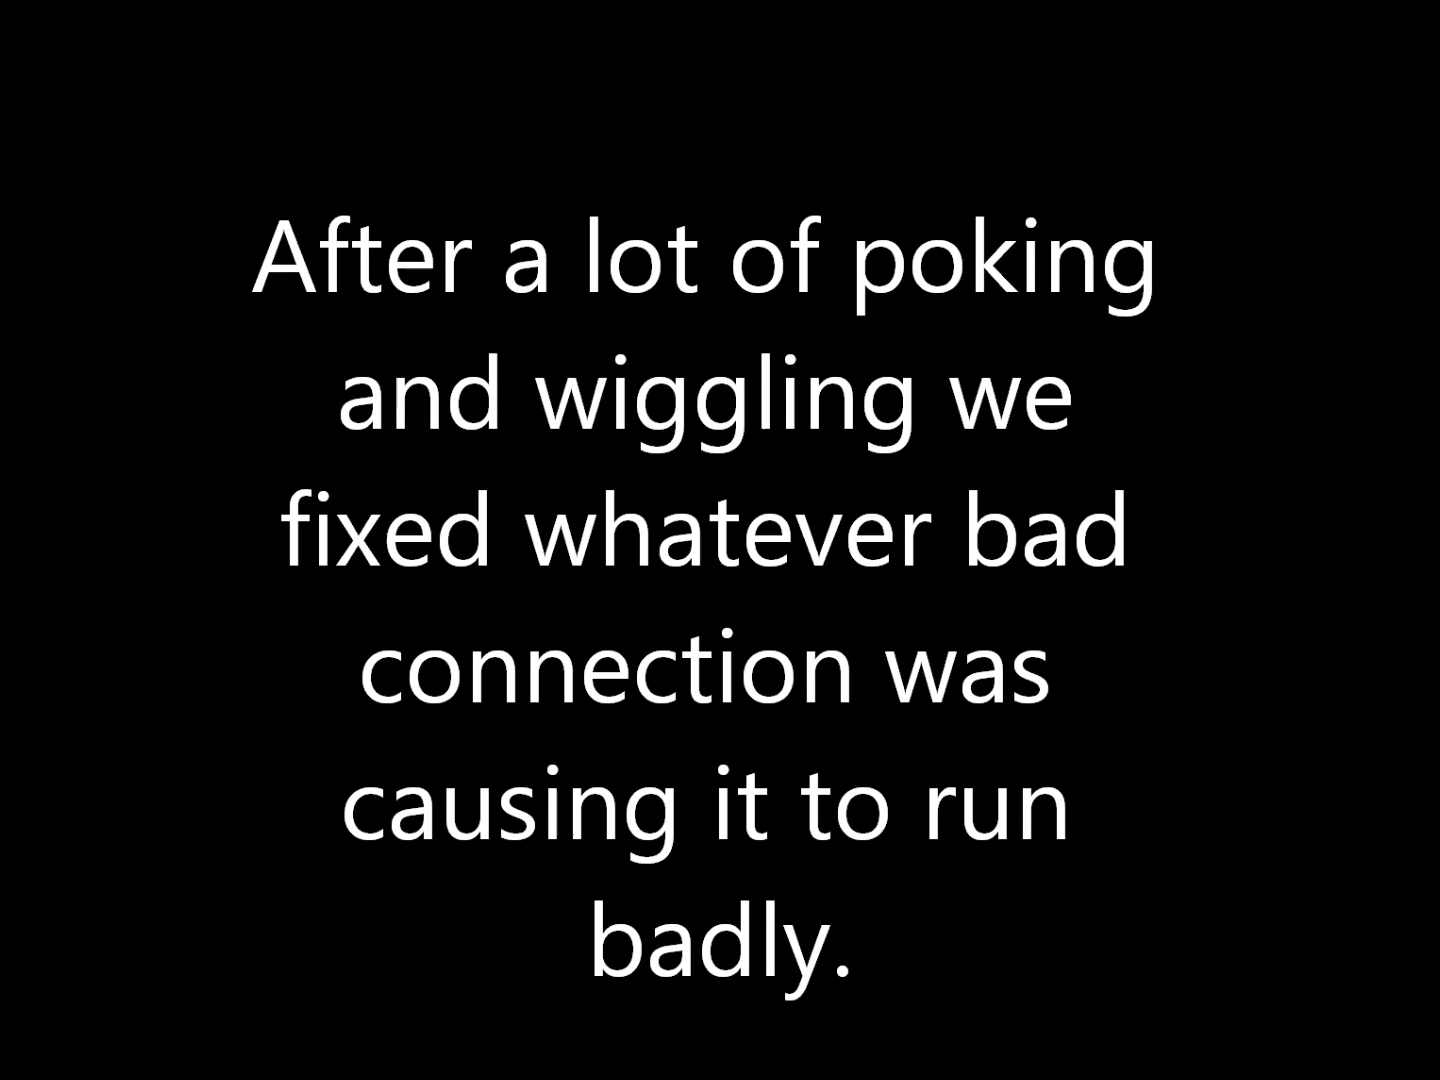 After a lot of poking
and wiggling we
fixed whatever bad
connection was
causing it to run
badly.